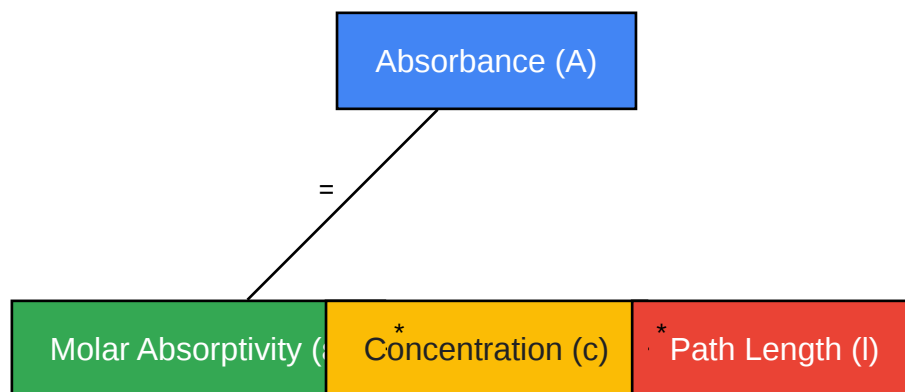 Absorbance (A)
=
Molar Absorptivity (
*
Concentration (c)
*
Path Length (l)